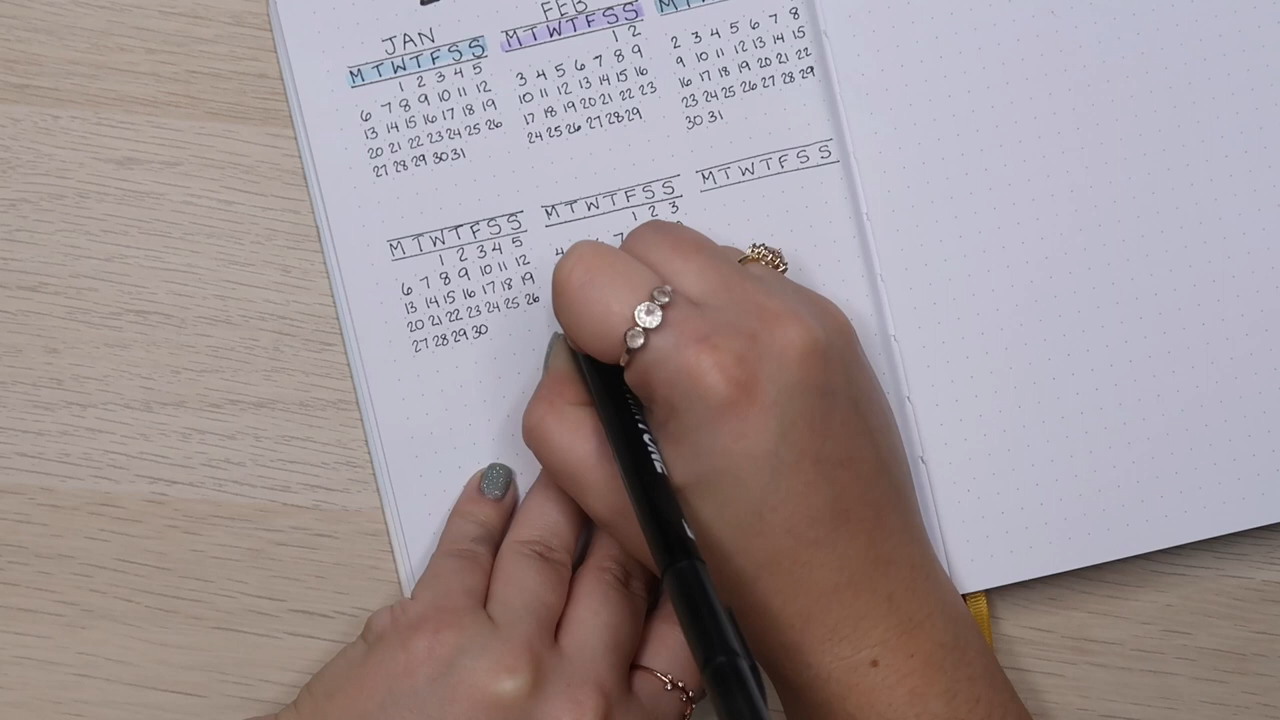 JAN
MTWTFSS
1 2 3 4 5
6 7 8 9 10 11 12
13 14 15 16 17 18 19
20 21 22 23 24 25 26
27 28 29 30 31
FEB
MTWTFSS
1 2
3 4 5 6 7 8 9
10 11 12 13 14 15 16
17 18 19 20 21 22 23
24 25 26 27 28 29
MT
2 3 4 5 6 7 8
9 10 11 12 13 14 15
16 17 18 19 20 21 22
23 24 25 26 27 28 29
30 31
MTWTFSS
1 2 3 4 5
6 7 8 9 10 11 12
13 14 15 16 17 18 19
20 21 22 23 24 25 26
27 28 29 30
MTWTFSS
1 2 3
4
7
MTWTFSS